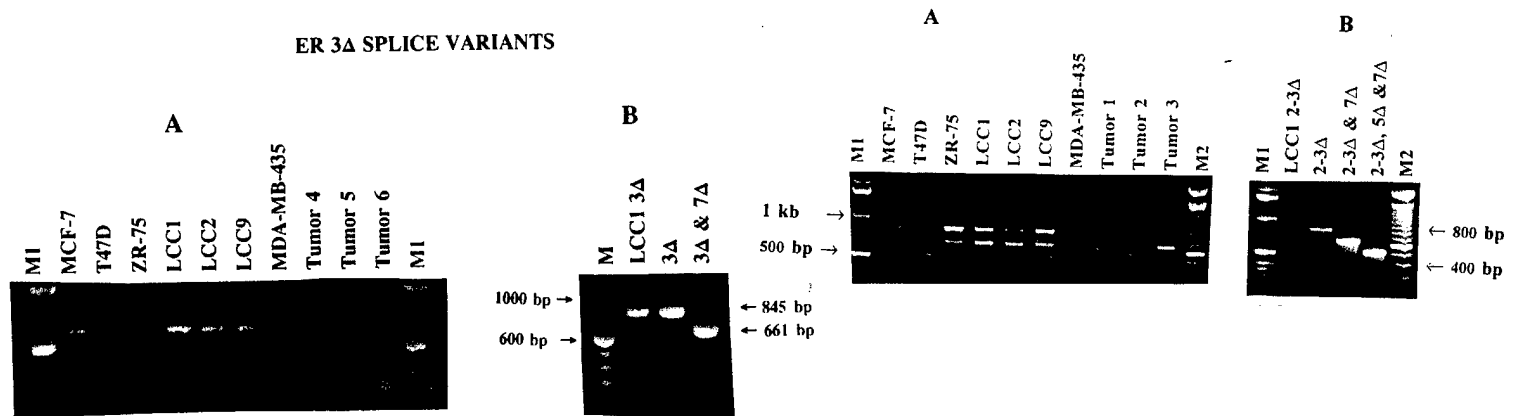 ER 3Δ SPLICE VARIANTS
A
M1
MCF-7
T47D
ZR-75
LCC1
LCC2
LCC9
MDA-MB-435
Tumor 4
Tumor 5
Tumor 6
M1
B
M
LCC1 3Δ
3Δ
3Δ & 7Δ
1000 bp →
600 bp →
← 845 bp
← 661 bp
A
M1
MCF-7
T47D
ZR-75
LCC1
LCC2
LCC9
MDA-MB-435
Tumor 1
Tumor 2
Tumor 3
M2
1 kb →
500 bp →
B
M1
LCC1 2-3Δ
2-3Δ
2-3Δ & 7Δ
2-3Δ, 5Δ &7Δ
M2
← 800 bp
← 400 bp